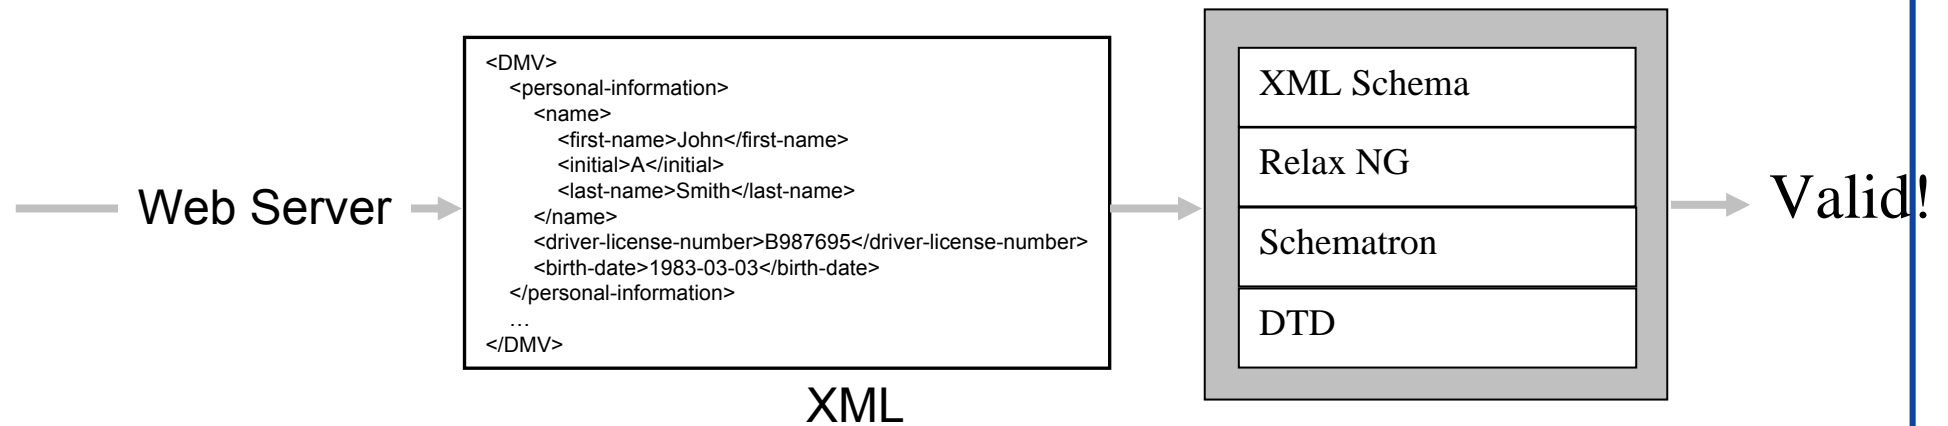 Web Server
<DMV>
<personal-information>
<name>
<first-name>John</first-name>
<initial>A</initial>
<last-name>Smith</last-name>
</name>
<driver-license-number>B987695</driver-license-number>
<birth-date>1983-03-03</birth-date>
</personal-information>
…
</DMV>
XML
XML Schema
Relax NG
Schematron
DTD
Valid!